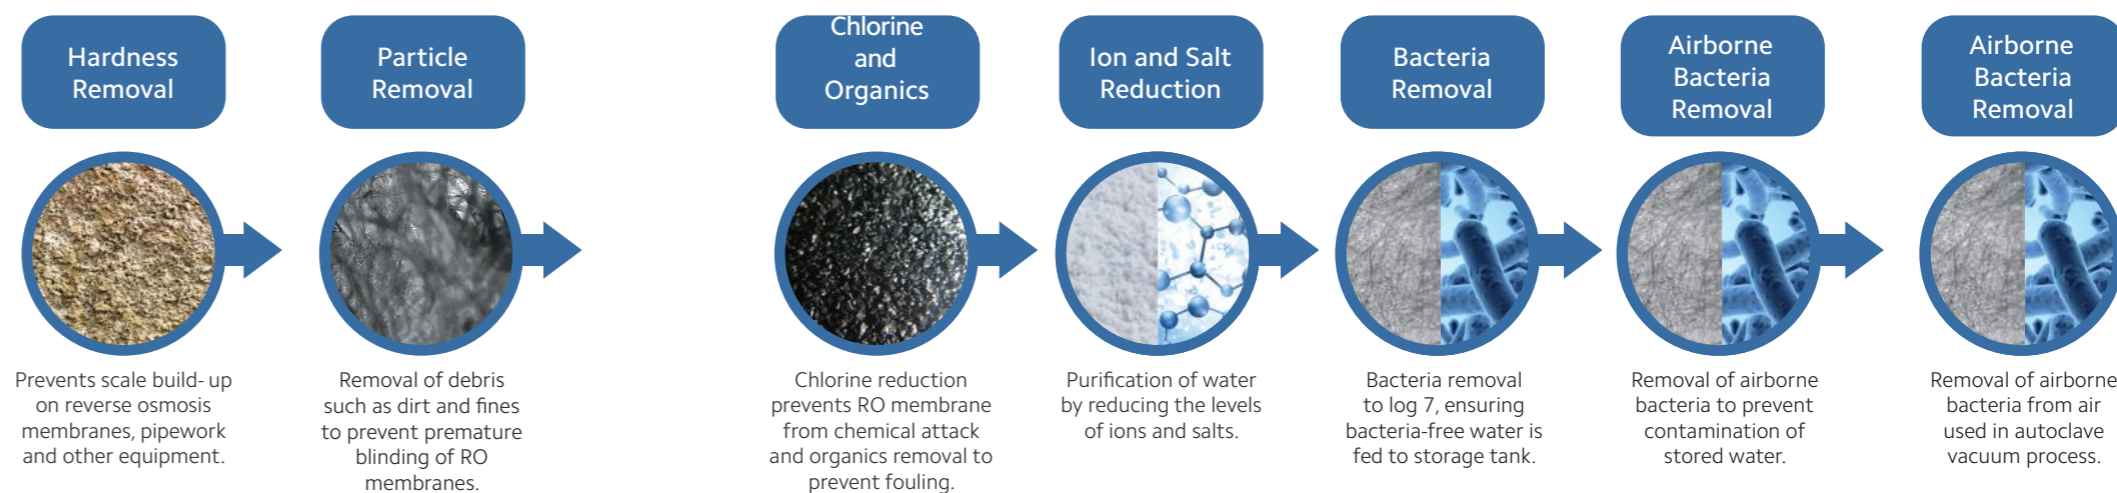 Hardness
Removal
Particle
Removal
Chlorine
and
Organics
Ion and Salt
Reduction
Bacteria
Removal
Airborne
Bacteria
Removal
Airborne
Bacteria
Removal
Prevents scale build- up
on reverse osmosis
membranes, pipework
and other equipment.
Removal of debris
such as dirt and fines
to prevent premature
blinding of RO
membranes.
Chlorine reduction
prevents RO membrane
from chemical attack
and organics removal to
prevent fouling.
Purification of water
by reducing the levels
of ions and salts.
Bacteria removal
to log 7, ensuring
bacteria-free water is
fed to storage tank.
Removal of airborne
bacteria to prevent
contamination of
stored water.
Removal of airborne
bacteria from air
used in autoclave
vacuum process.